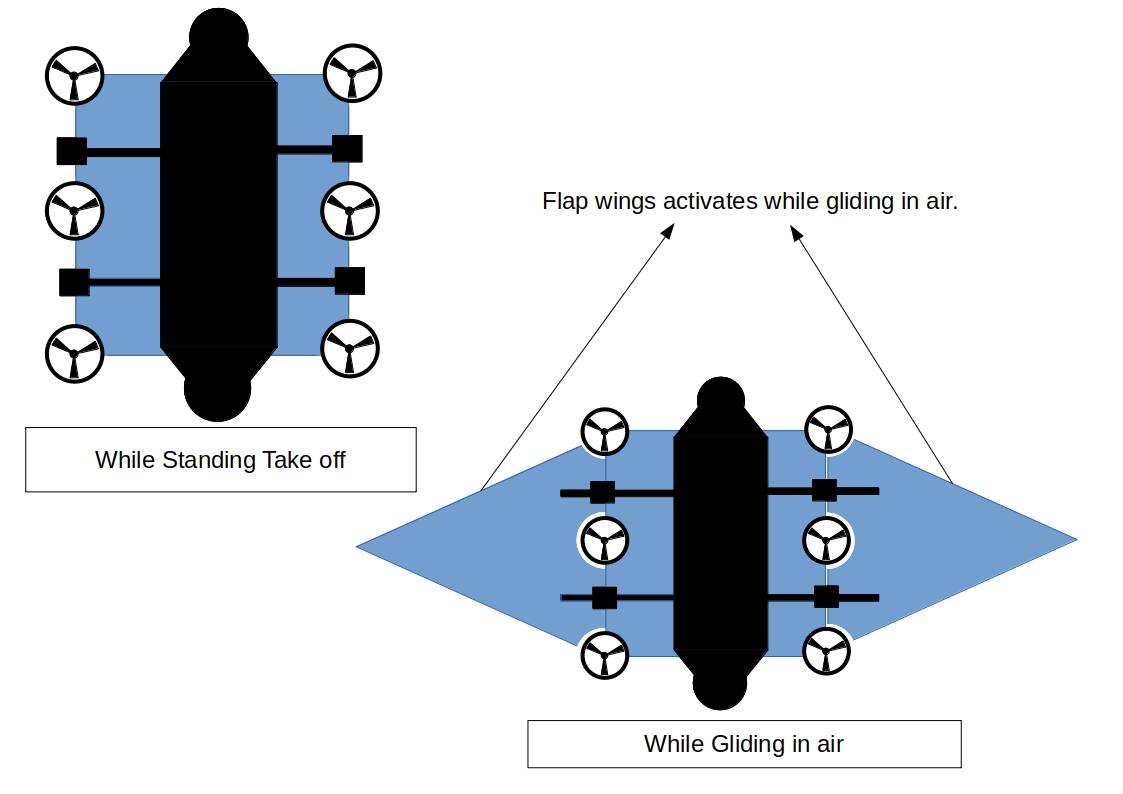 Flap wings activates while gliding in air.
While Standing Take off
While Gliding in air